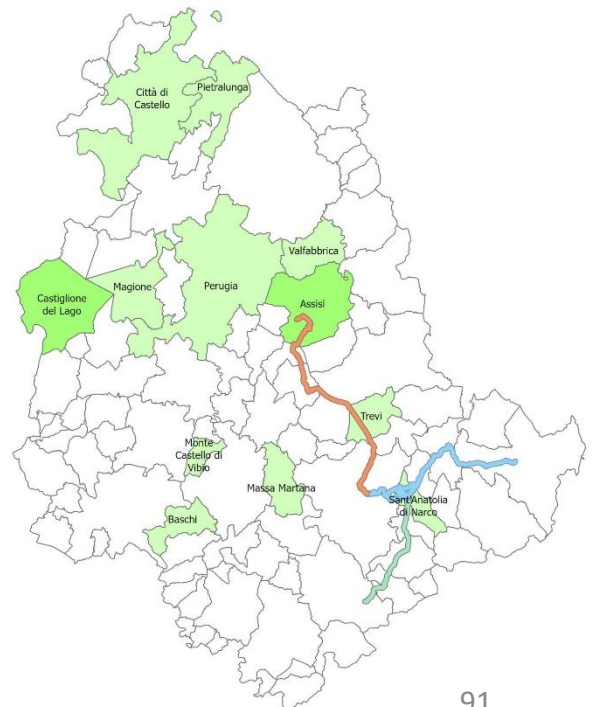 Città di
Castello
Pietralunga
Valfabbrica
Castiglione
del Lago
Magione
Perugia
Assisi
Trevi
Monte
Castello di
Vibio
Massa Martana
Sant'Anatolia
di Narco
Baschi
91